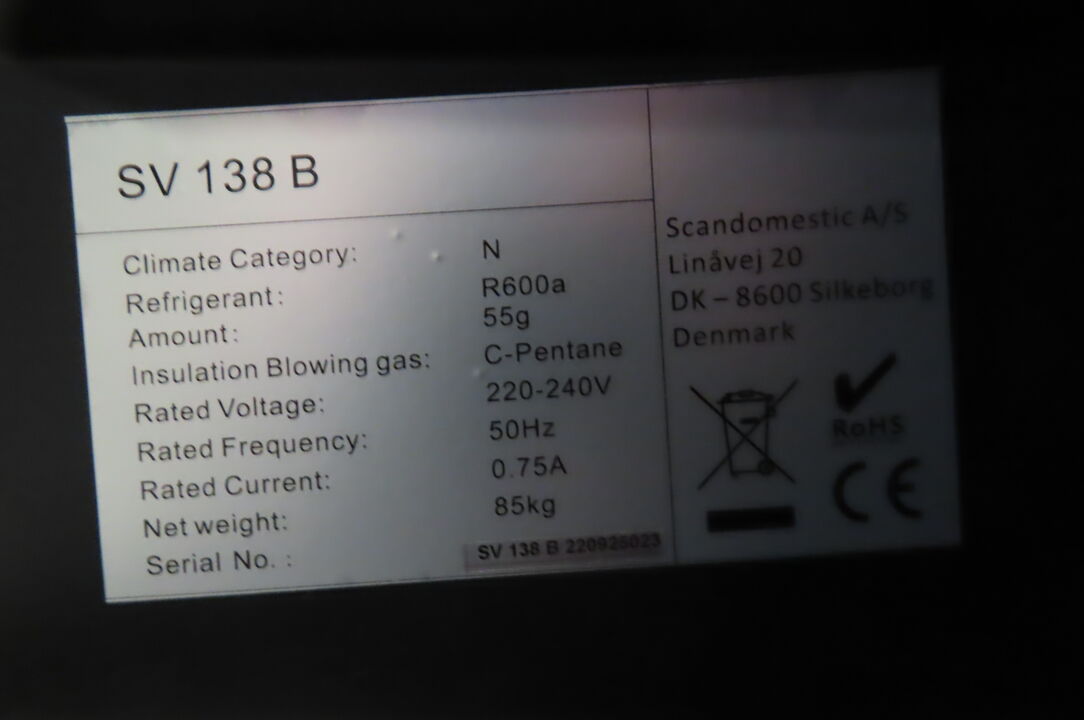 SV 138 B
Climate Category: N
Refrigerant: R600a
Amount: 55g
Insulation Blowing gas: C-Pentane
Rated Voltage: 220-240V
Rated Frequency: 50Hz
Rated Current: 0.75A
Net weight: 85kg
Serial No. : SV 138 B 220925023
Scandomestic A/S
Linåvej 20
DK – 8600 Silkeborg
Denmark
RoHS
CE